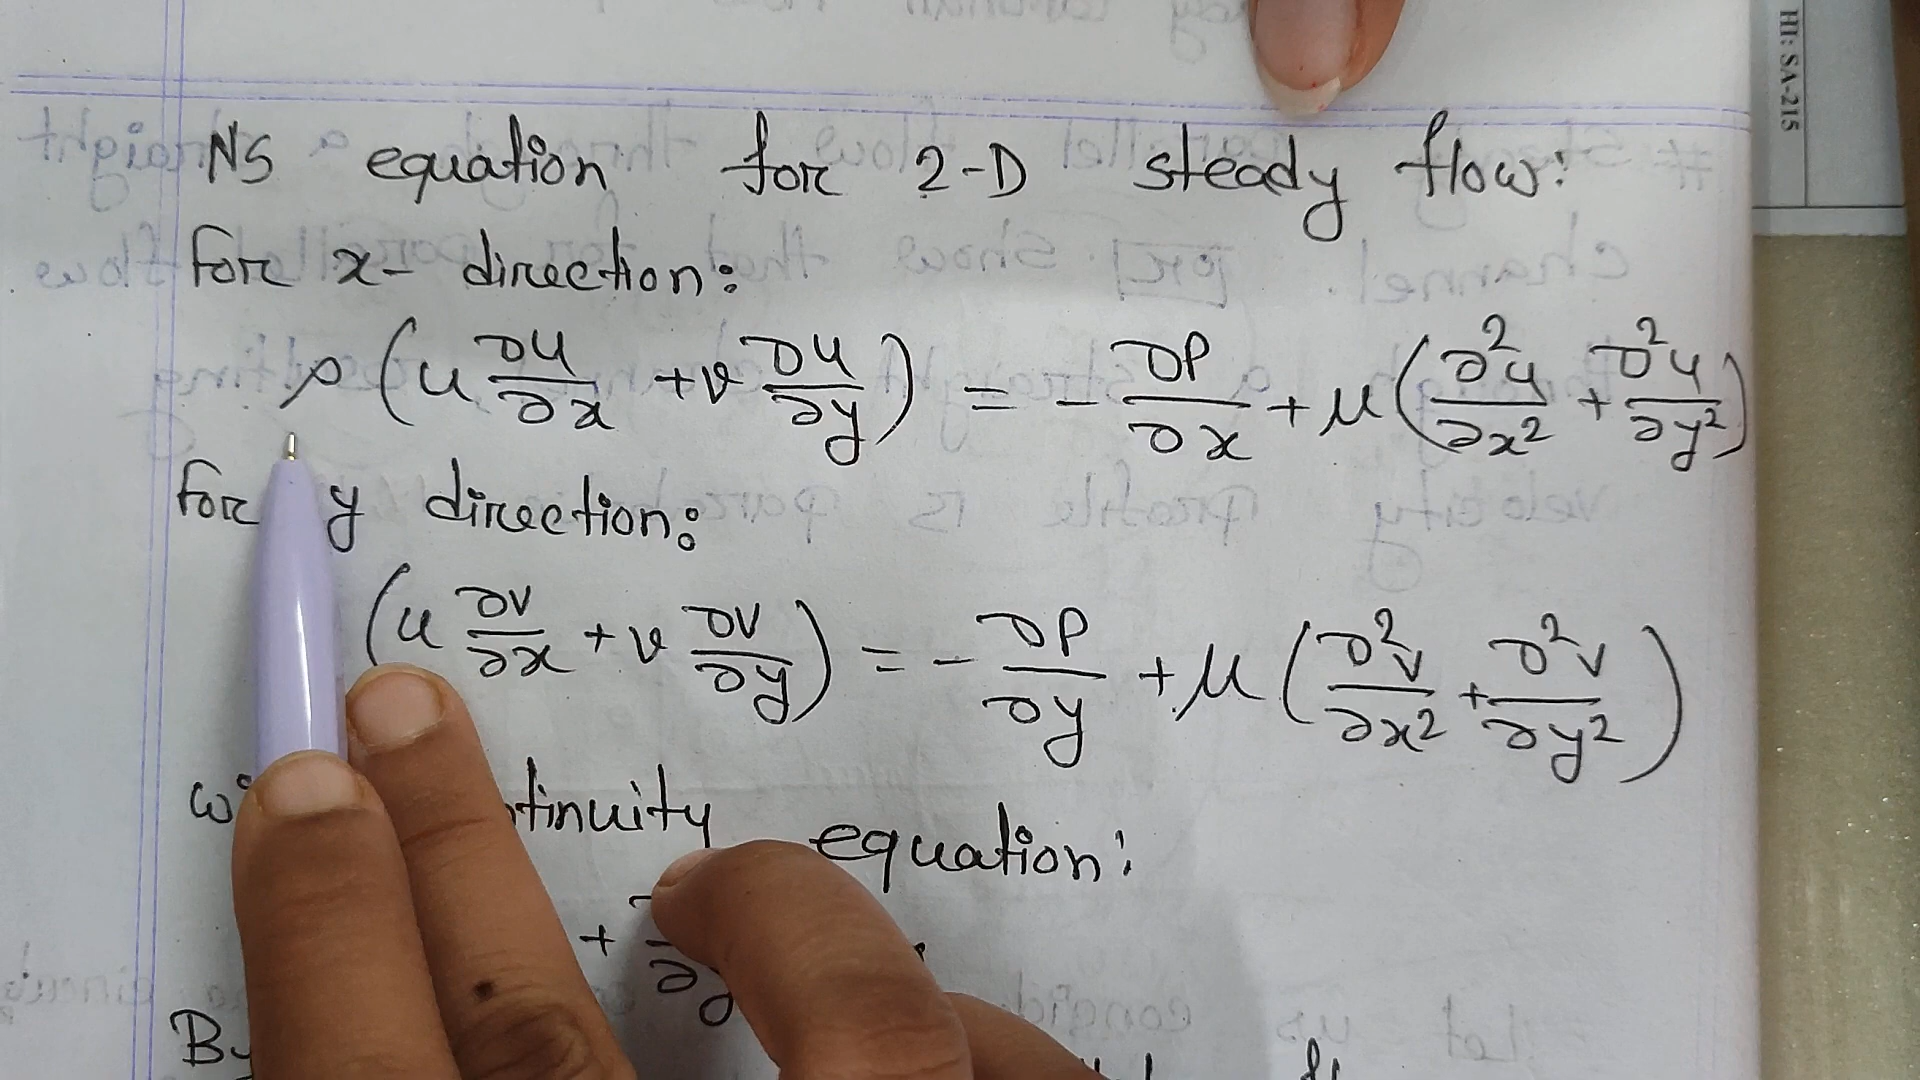 HI: SA-215
NS equation for 2-D steady flow:
For x- direction:
ρ(u ∂u/∂x + v ∂u/∂y) = - ∂p/∂x + μ(∂²u/∂x² + ∂²u/∂y²)
For y direction:
(u ∂v/∂x + v ∂v/∂y) = - ∂p/∂y + μ(∂²v/∂x² + ∂²v/∂y²)
equation:
+